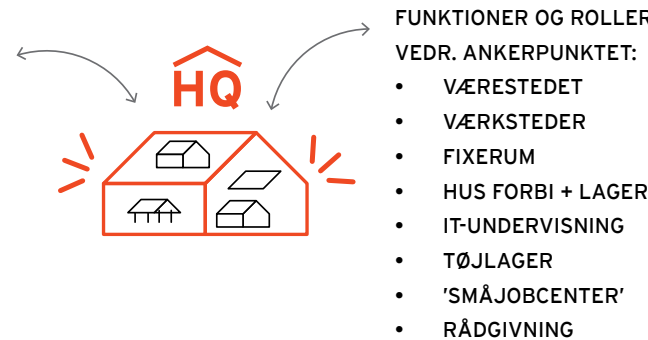 HQ
FUNKTIONER OG ROLLER
VEDR. ANKERPUNKTET:
• VÆRESTEDET
• VÆRKSTEDER
• FIXERUM
• HUS FORBI + LAGER
• IT-UNDERVISNING
• TØJLAGER
• 'SMÅJOBCENTER'
• RÅDGIVNING